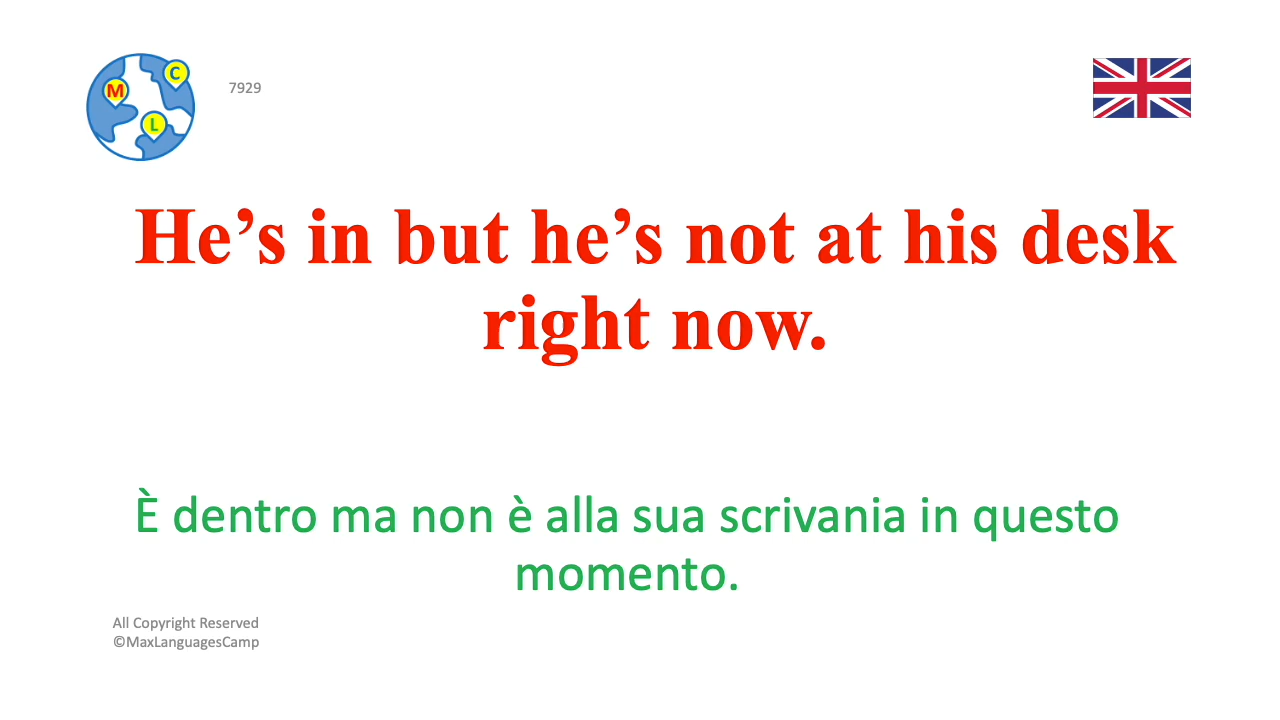 M
C
L
7929
He’s in but he’s not at his desk
right now.
È dentro ma non è alla sua scrivania in questo
momento.
All Copyright Reserved
©MaxLanguagesCamp